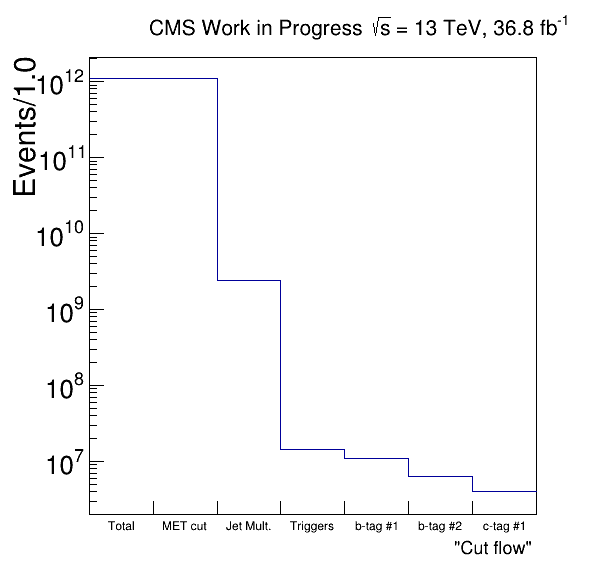 CMS Work in Progress √s = 13 TeV, 36.8 fb⁻¹
Events/1.0
10¹²
10¹¹
10¹⁰
10⁹
10⁸
10⁷
Total MET cut Jet Mult. Triggers b-tag #1 b-tag #2 c-tag #1
"Cut flow"